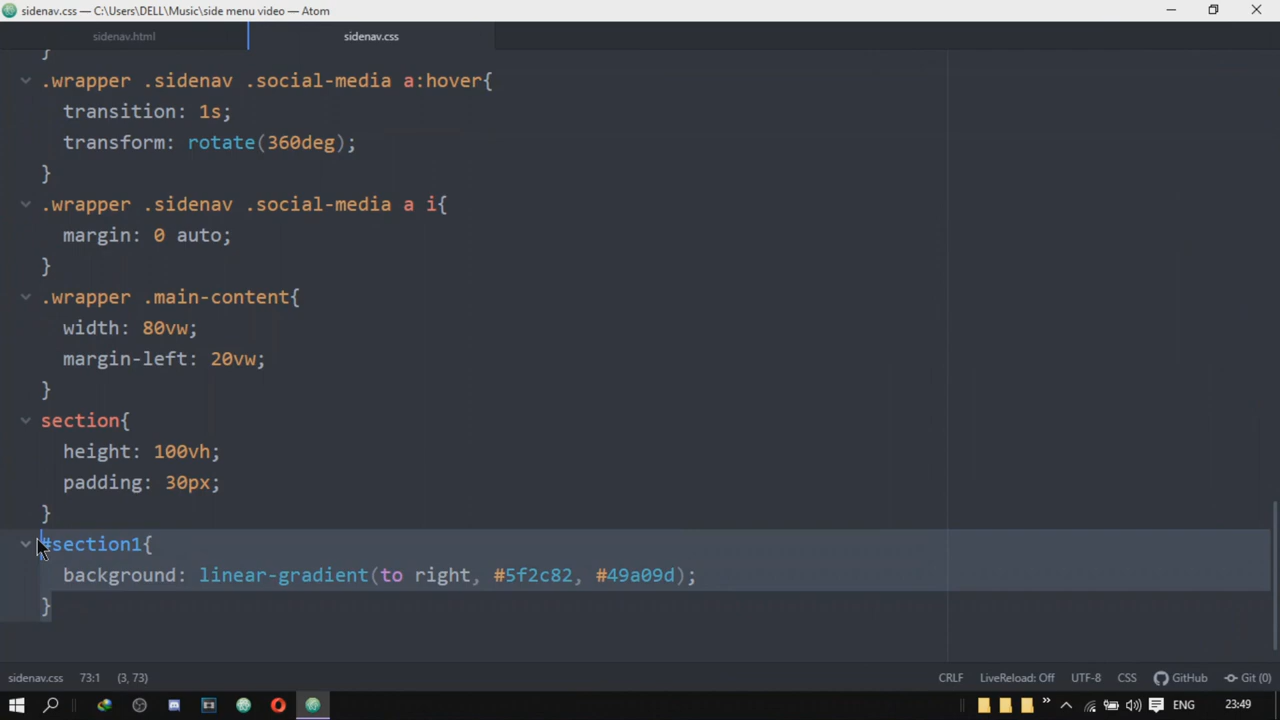 sidenav.css — C:\Users\DELL\Music\side menu video — Atom
sidenav.html sidenav.css
}
.wrapper .sidenav .social-media a:hover{
transition: 1s;
transform: rotate(360deg);
}
.wrapper .sidenav .social-media a i{
margin: 0 auto;
}
.wrapper .main-content{
width: 80vw;
margin-left: 20vw;
}
section{
height: 100vh;
padding: 30px;
}
#section1{
background: linear-gradient(to right, #5f2c82, #49a09d);
}
sidenav.css 73:1 (3, 73) CRLF LiveReload: Off UTF-8 CSS GitHub Git (0)
ENG 23:49